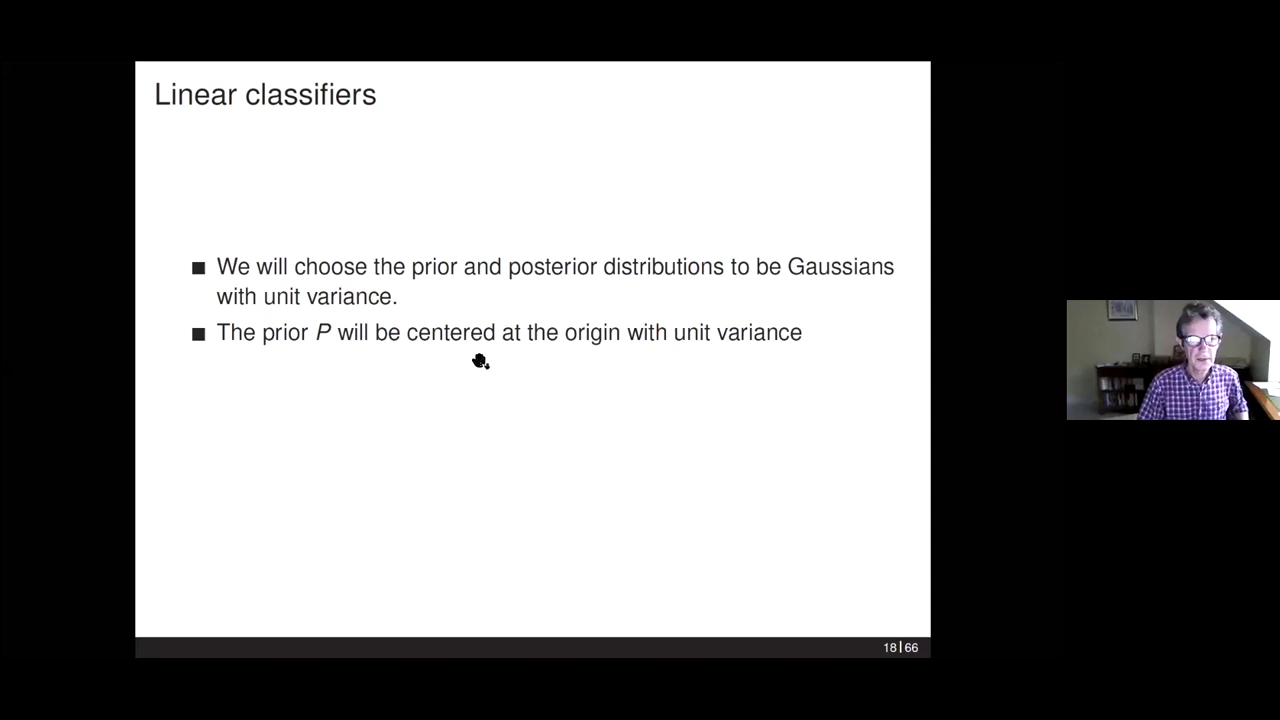 Linear classifiers
■ We will choose the prior and posterior distributions to be Gaussians
with unit variance.
■ The prior P will be centered at the origin with unit variance
18|66